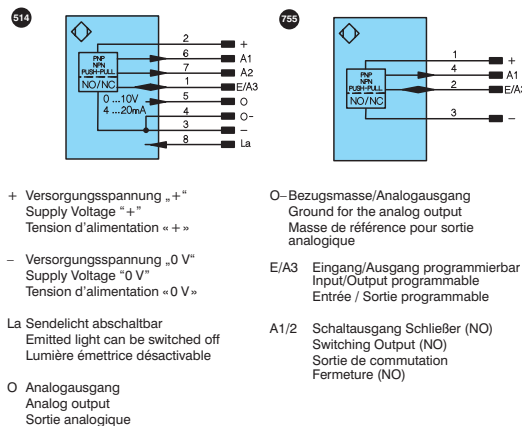 514
2 +
PNP
NPN
PUSH-PULL
NO/NC
6 A1
7 A2
1 E/A3
0 ...10V
4 ...20mA
5 O
4 O-
3 −
8 La
755
1 +
PNP
NPN
PUSH-PULL
NO/NC
4 A1
2 E/A
3 −
+ Versorgungsspannung „+“
Supply Voltage “+”
Tension d’alimentation «+»
− Versorgungsspannung „0 V“
Supply Voltage “0 V”
Tension d’alimentation «0 V»
La Sendelicht abschaltbar
Emitted light can be switched off
Lumière émettrice désactivable
O Analogausgang
Analog output
Sortie analogique
O− Bezugsmasse/Analogausgang
Ground for the analog output
Masse de référence pour sortie
analogique
E/A3 Eingang/Ausgang programmierbar
Input/Output programmable
Entrée / Sortie programmable
A1/2 Schaltausgang Schließer (NO)
Switching Output (NO)
Sortie de commutation
Fermeture (NO)